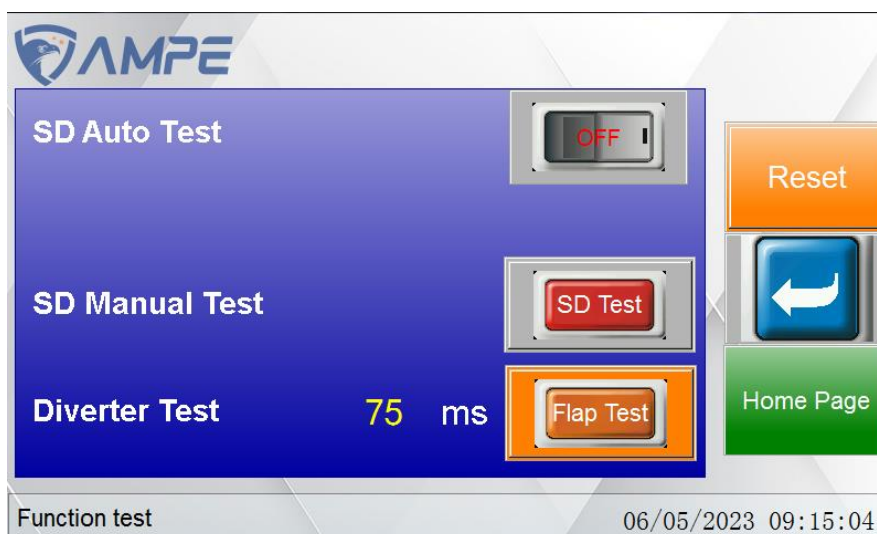 AMPE
SD Auto Test
OFF
Reset
SD Manual Test
SD Test
Diverter Test 75 ms
Flap Test
Home Page
Function test
06/05/2023 09:15:04